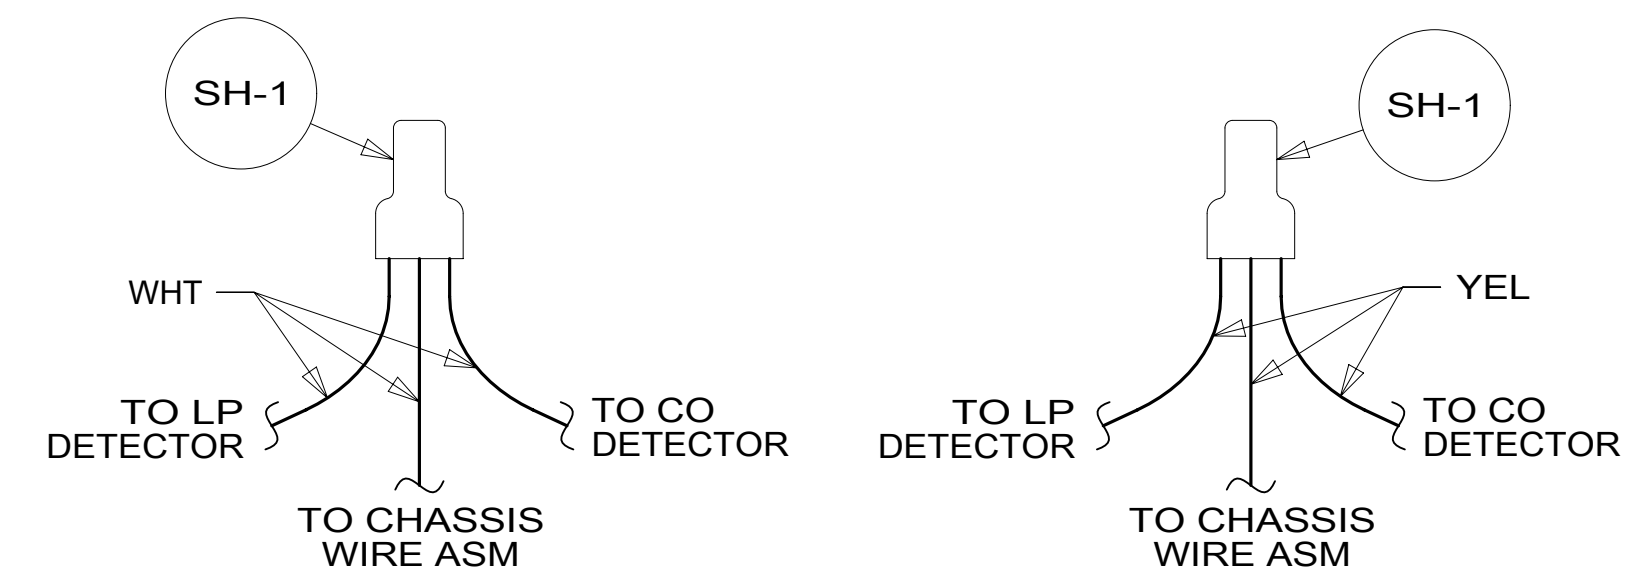 SH-1
WHT
TO LP
DETECTOR
TO CO
DETECTOR
TO CHASSIS
WIRE ASM
SH-1
YEL
TO LP
DETECTOR
TO CO
DETECTOR
TO CHASSIS
WIRE ASM